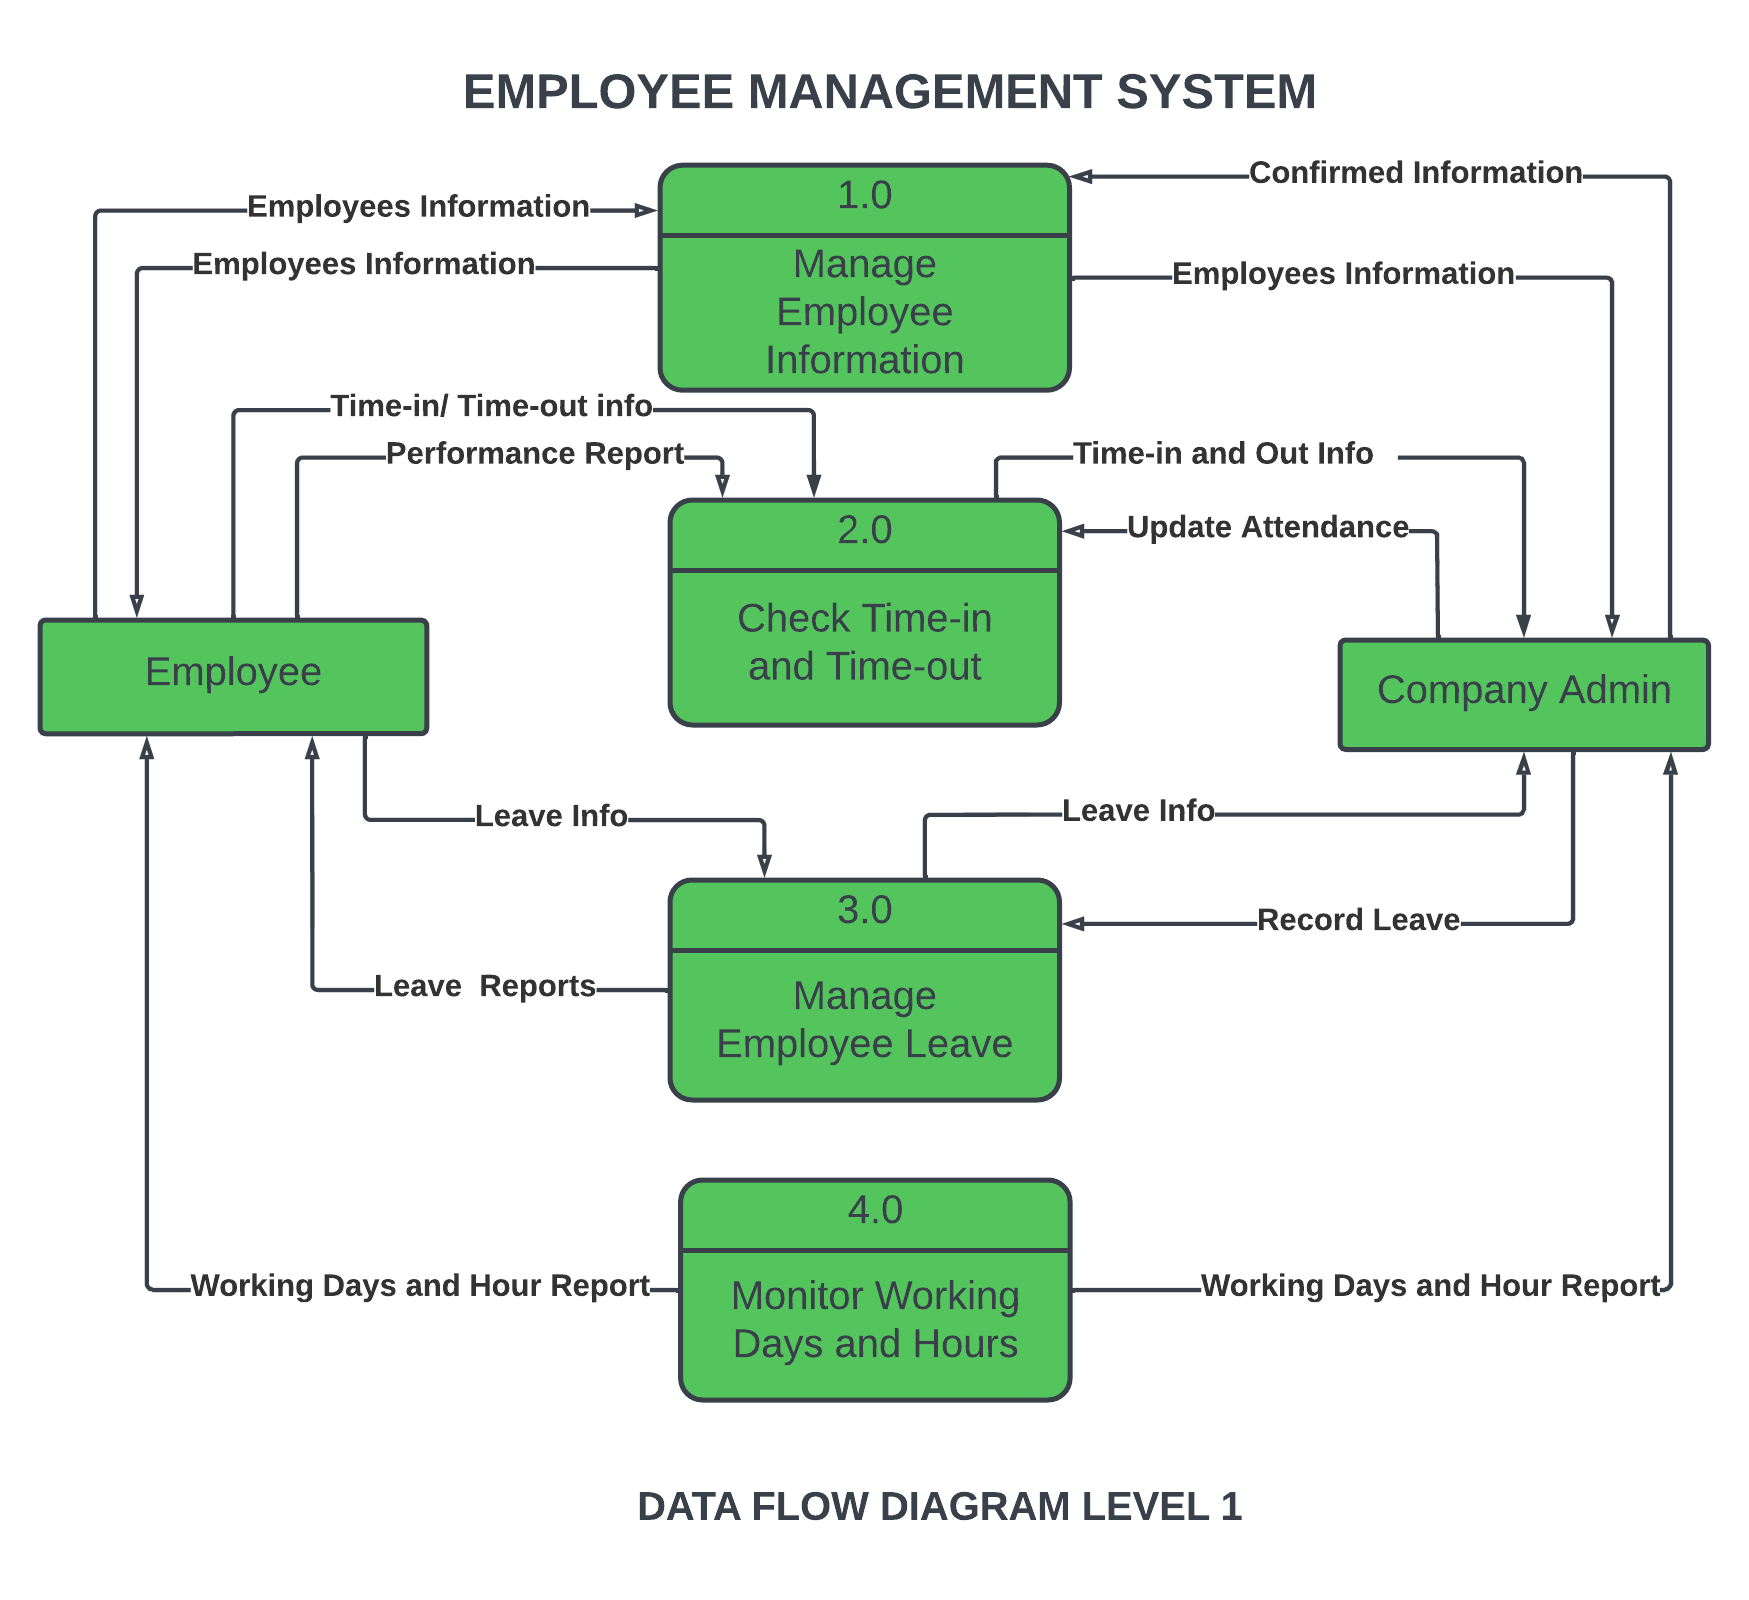 EMPLOYEE MANAGEMENT SYSTEM
Confirmed Information
1.0
Employees Information
Employees Information
Manage
Employee
Information
Employees Information
Time-in/ Time-out info
Performance Report
Time-in and Out Info
2.0
Update Attendance
Check Time-in
and Time-out
Employee
Company Admin
Leave Info
Leave Info
3.0
Record Leave
Leave  Reports
Manage
Employee Leave
4.0
Working Days and Hour Report
Monitor Working
Days and Hours
Working Days and Hour Report
DATA FLOW DIAGRAM LEVEL 1